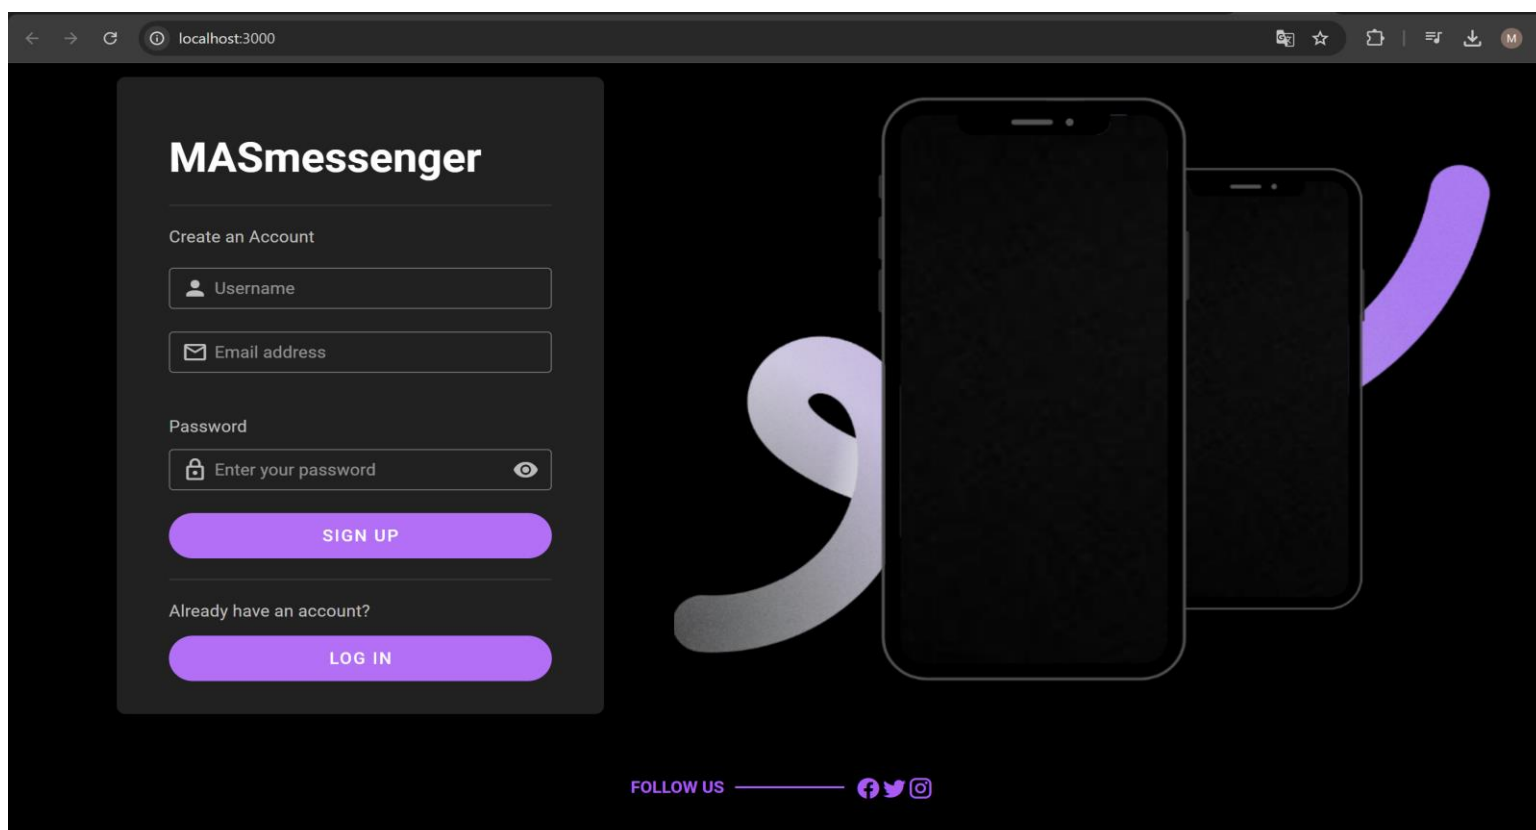 localhost:3000
M
MASmessenger
Create an Account
Username
Email address
Password
Enter your password
SIGN UP
Already have an account?
LOG IN
FOLLOW US